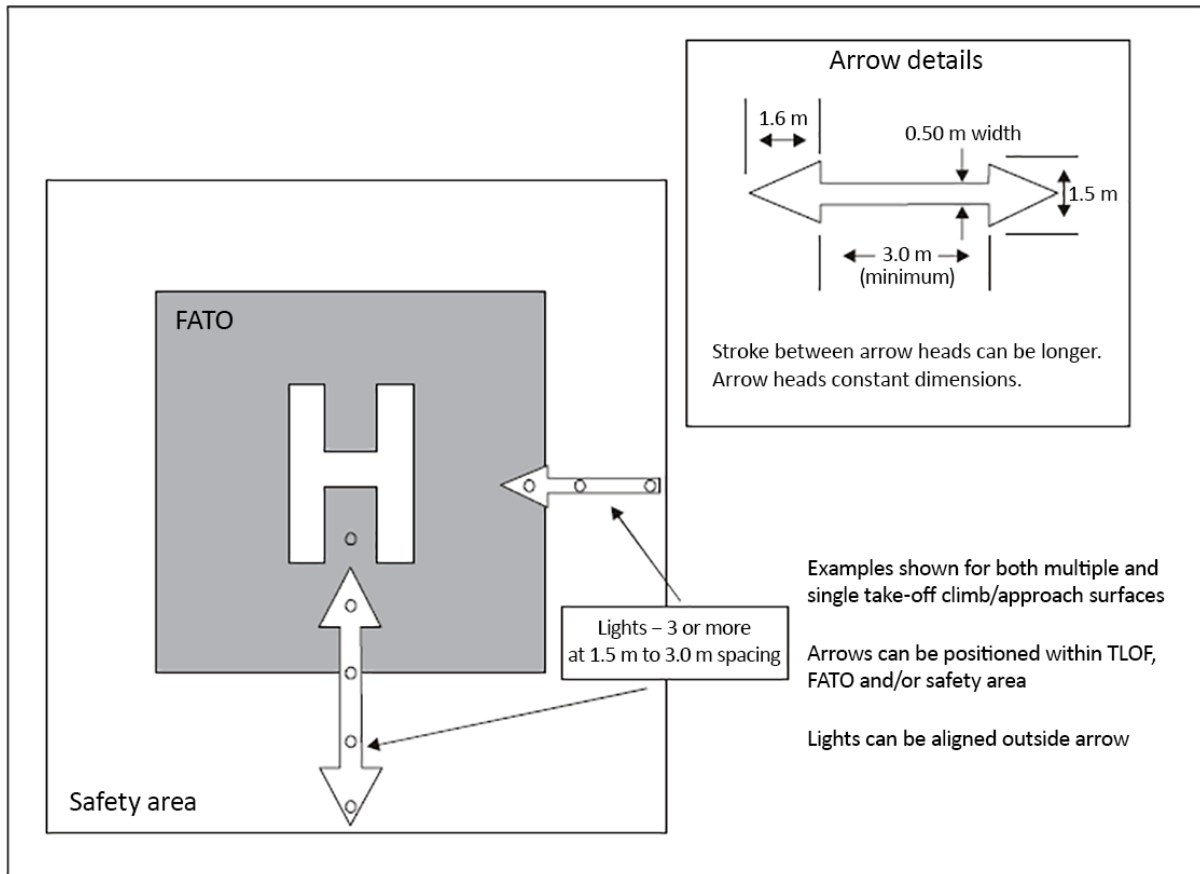 Arrow details
1.6 m
0.50 m width
1.5 m
3.0 m
(minimum)
Stroke between arrow heads can be longer.
Arrow heads constant dimensions.
FATO
H
Lights – 3 or more
at 1.5 m to 3.0 m spacing
Examples shown for both multiple and
single take-off climb/approach surfaces
Arrows can be positioned within TLOF,
FATO and/or safety area
Lights can be aligned outside arrow
Safety area